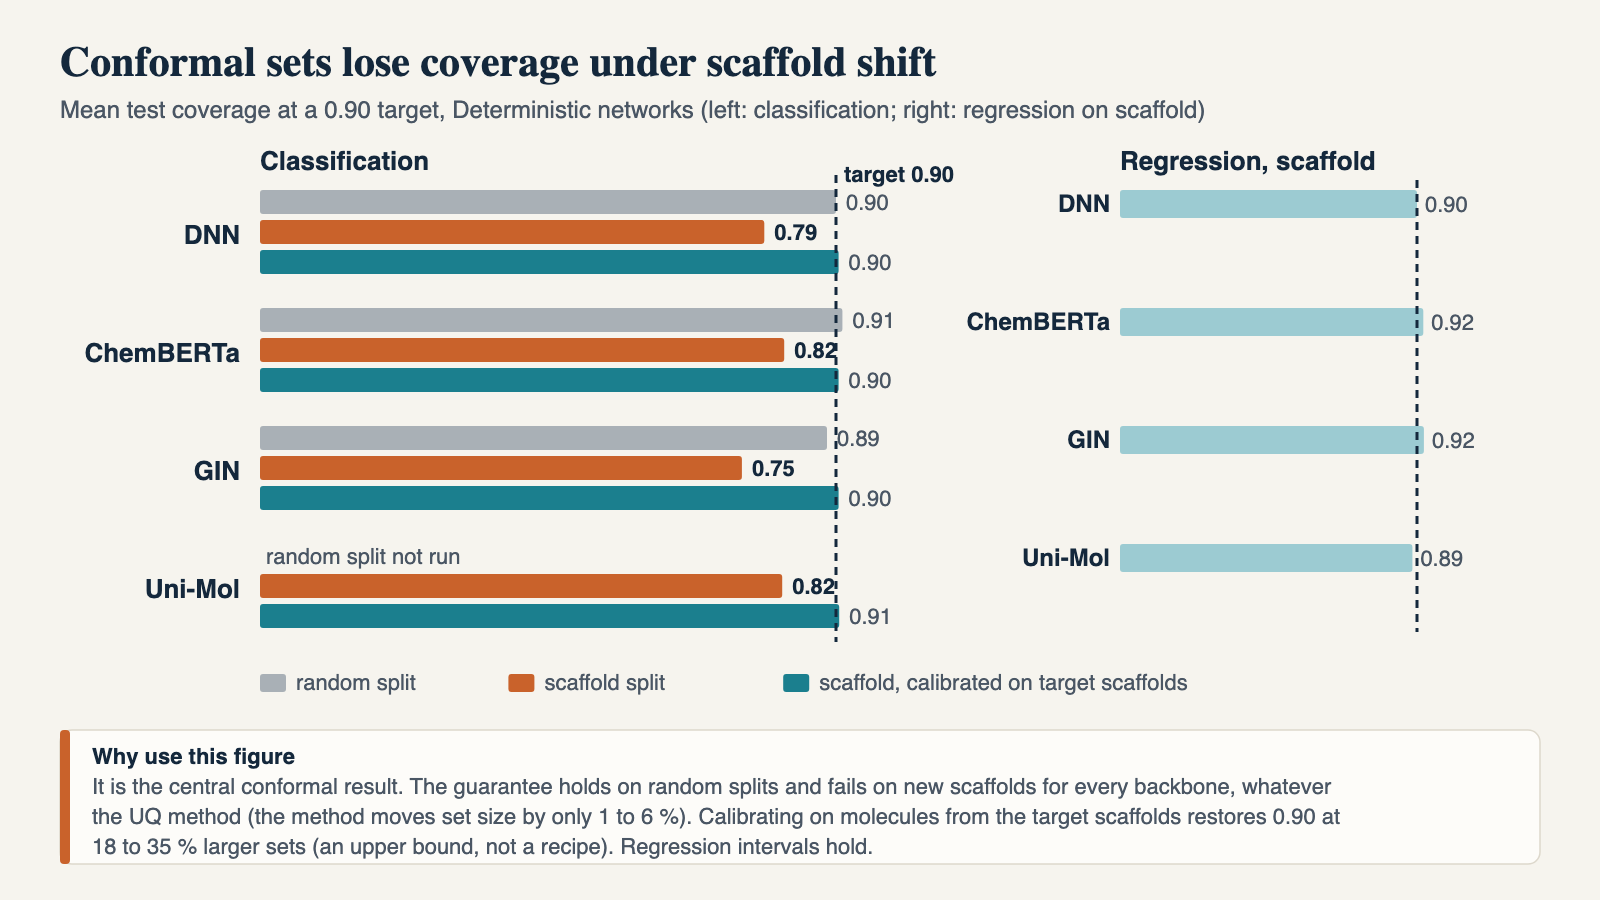 Conformal sets lose coverage under scaffold shift
Mean test coverage at a 0.90 target, Deterministic networks (left: classification; right: regression on scaffold)
Classification
target 0.90
DNN
0.90
0.79
0.90
ChemBERTa
0.91
0.82
0.90
GIN
0.89
0.75
0.90
Uni-Mol
random split not run
0.82
0.91
Regression, scaffold
DNN 0.90
ChemBERTa 0.92
GIN 0.92
Uni-Mol 0.89
random split
scaffold split
scaffold, calibrated on target scaffolds
Why use this figure
It is the central conformal result. The guarantee holds on random splits and fails on new scaffolds for every backbone, whatever
the UQ method (the method moves set size by only 1 to 6 %). Calibrating on molecules from the target scaffolds restores 0.90 at
18 to 35 % larger sets (an upper bound, not a recipe). Regression intervals hold.